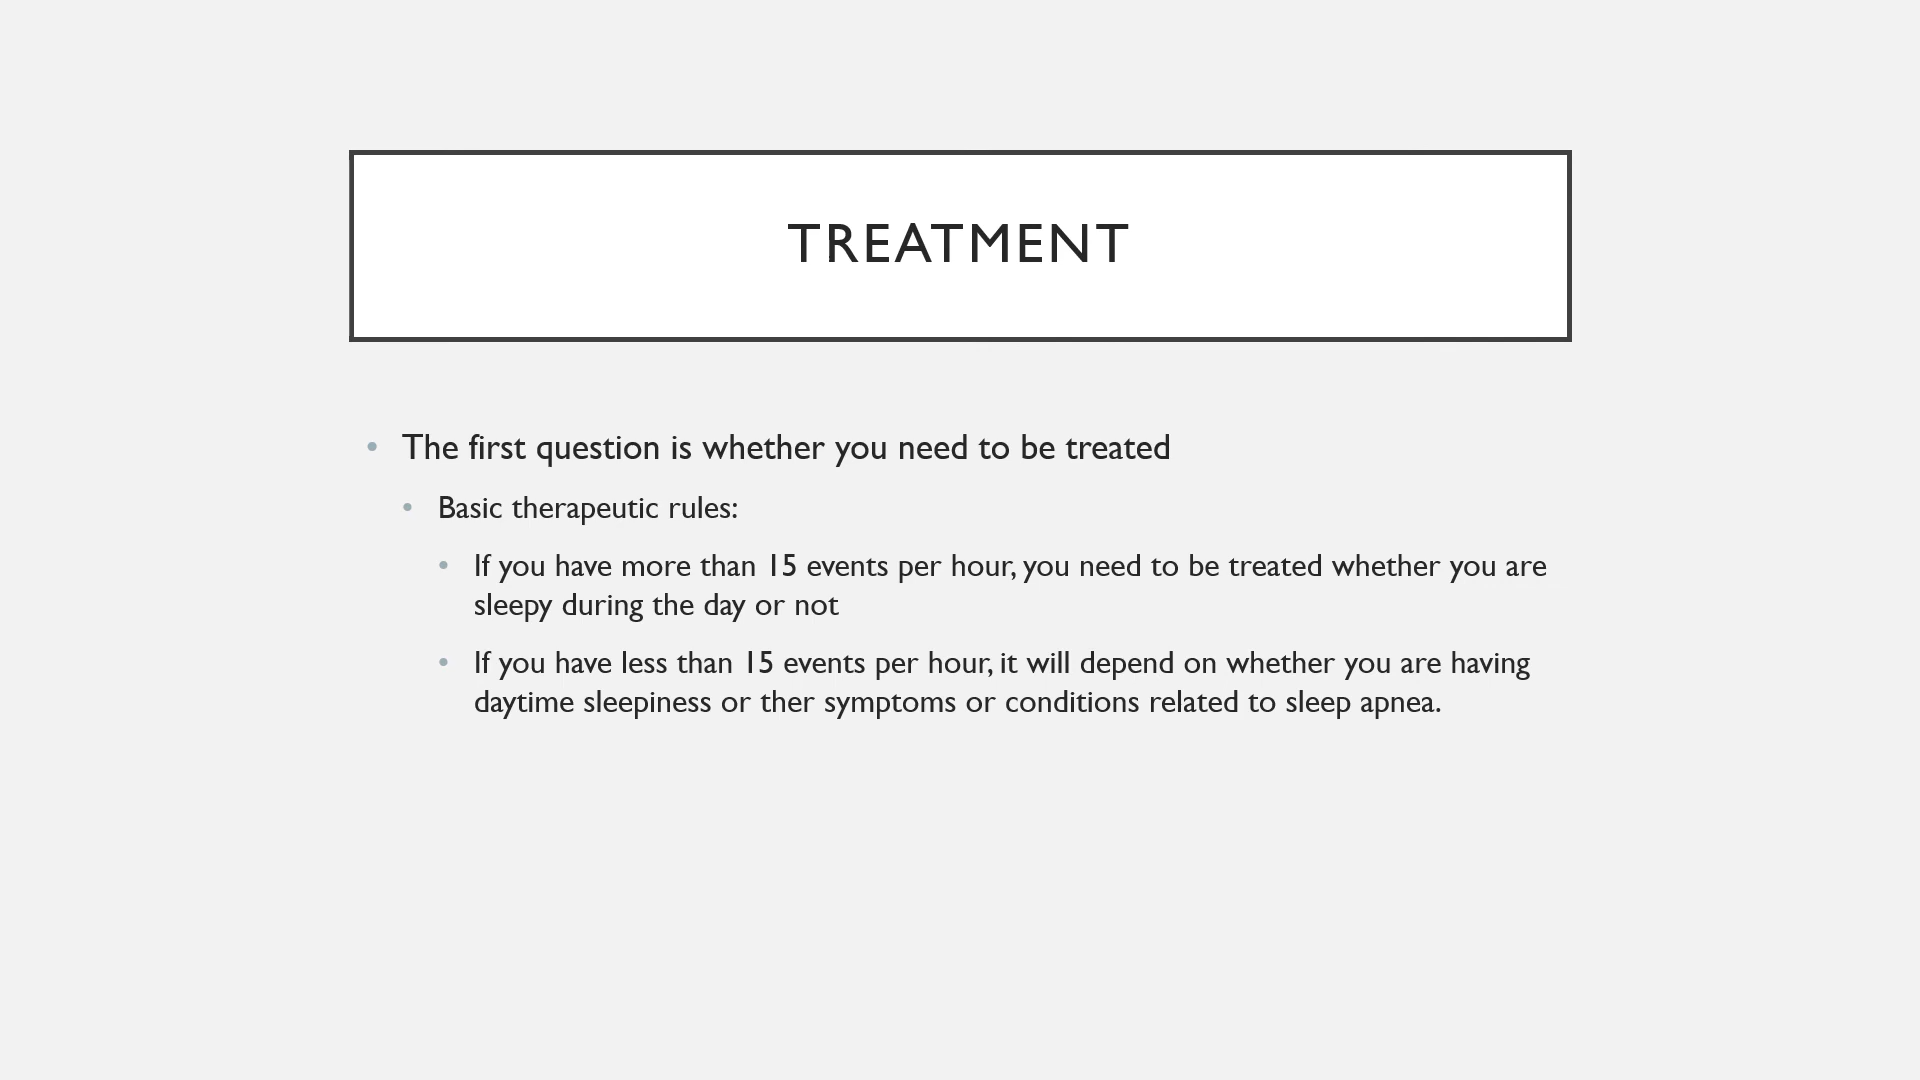 TREATMENT
• The first question is whether you need to be treated
• Basic therapeutic rules:
• If you have more than 15 events per hour, you need to be treated whether you are
sleepy during the day or not
• If you have less than 15 events per hour, it will depend on whether you are having
daytime sleepiness or ther symptoms or conditions related to sleep apnea.